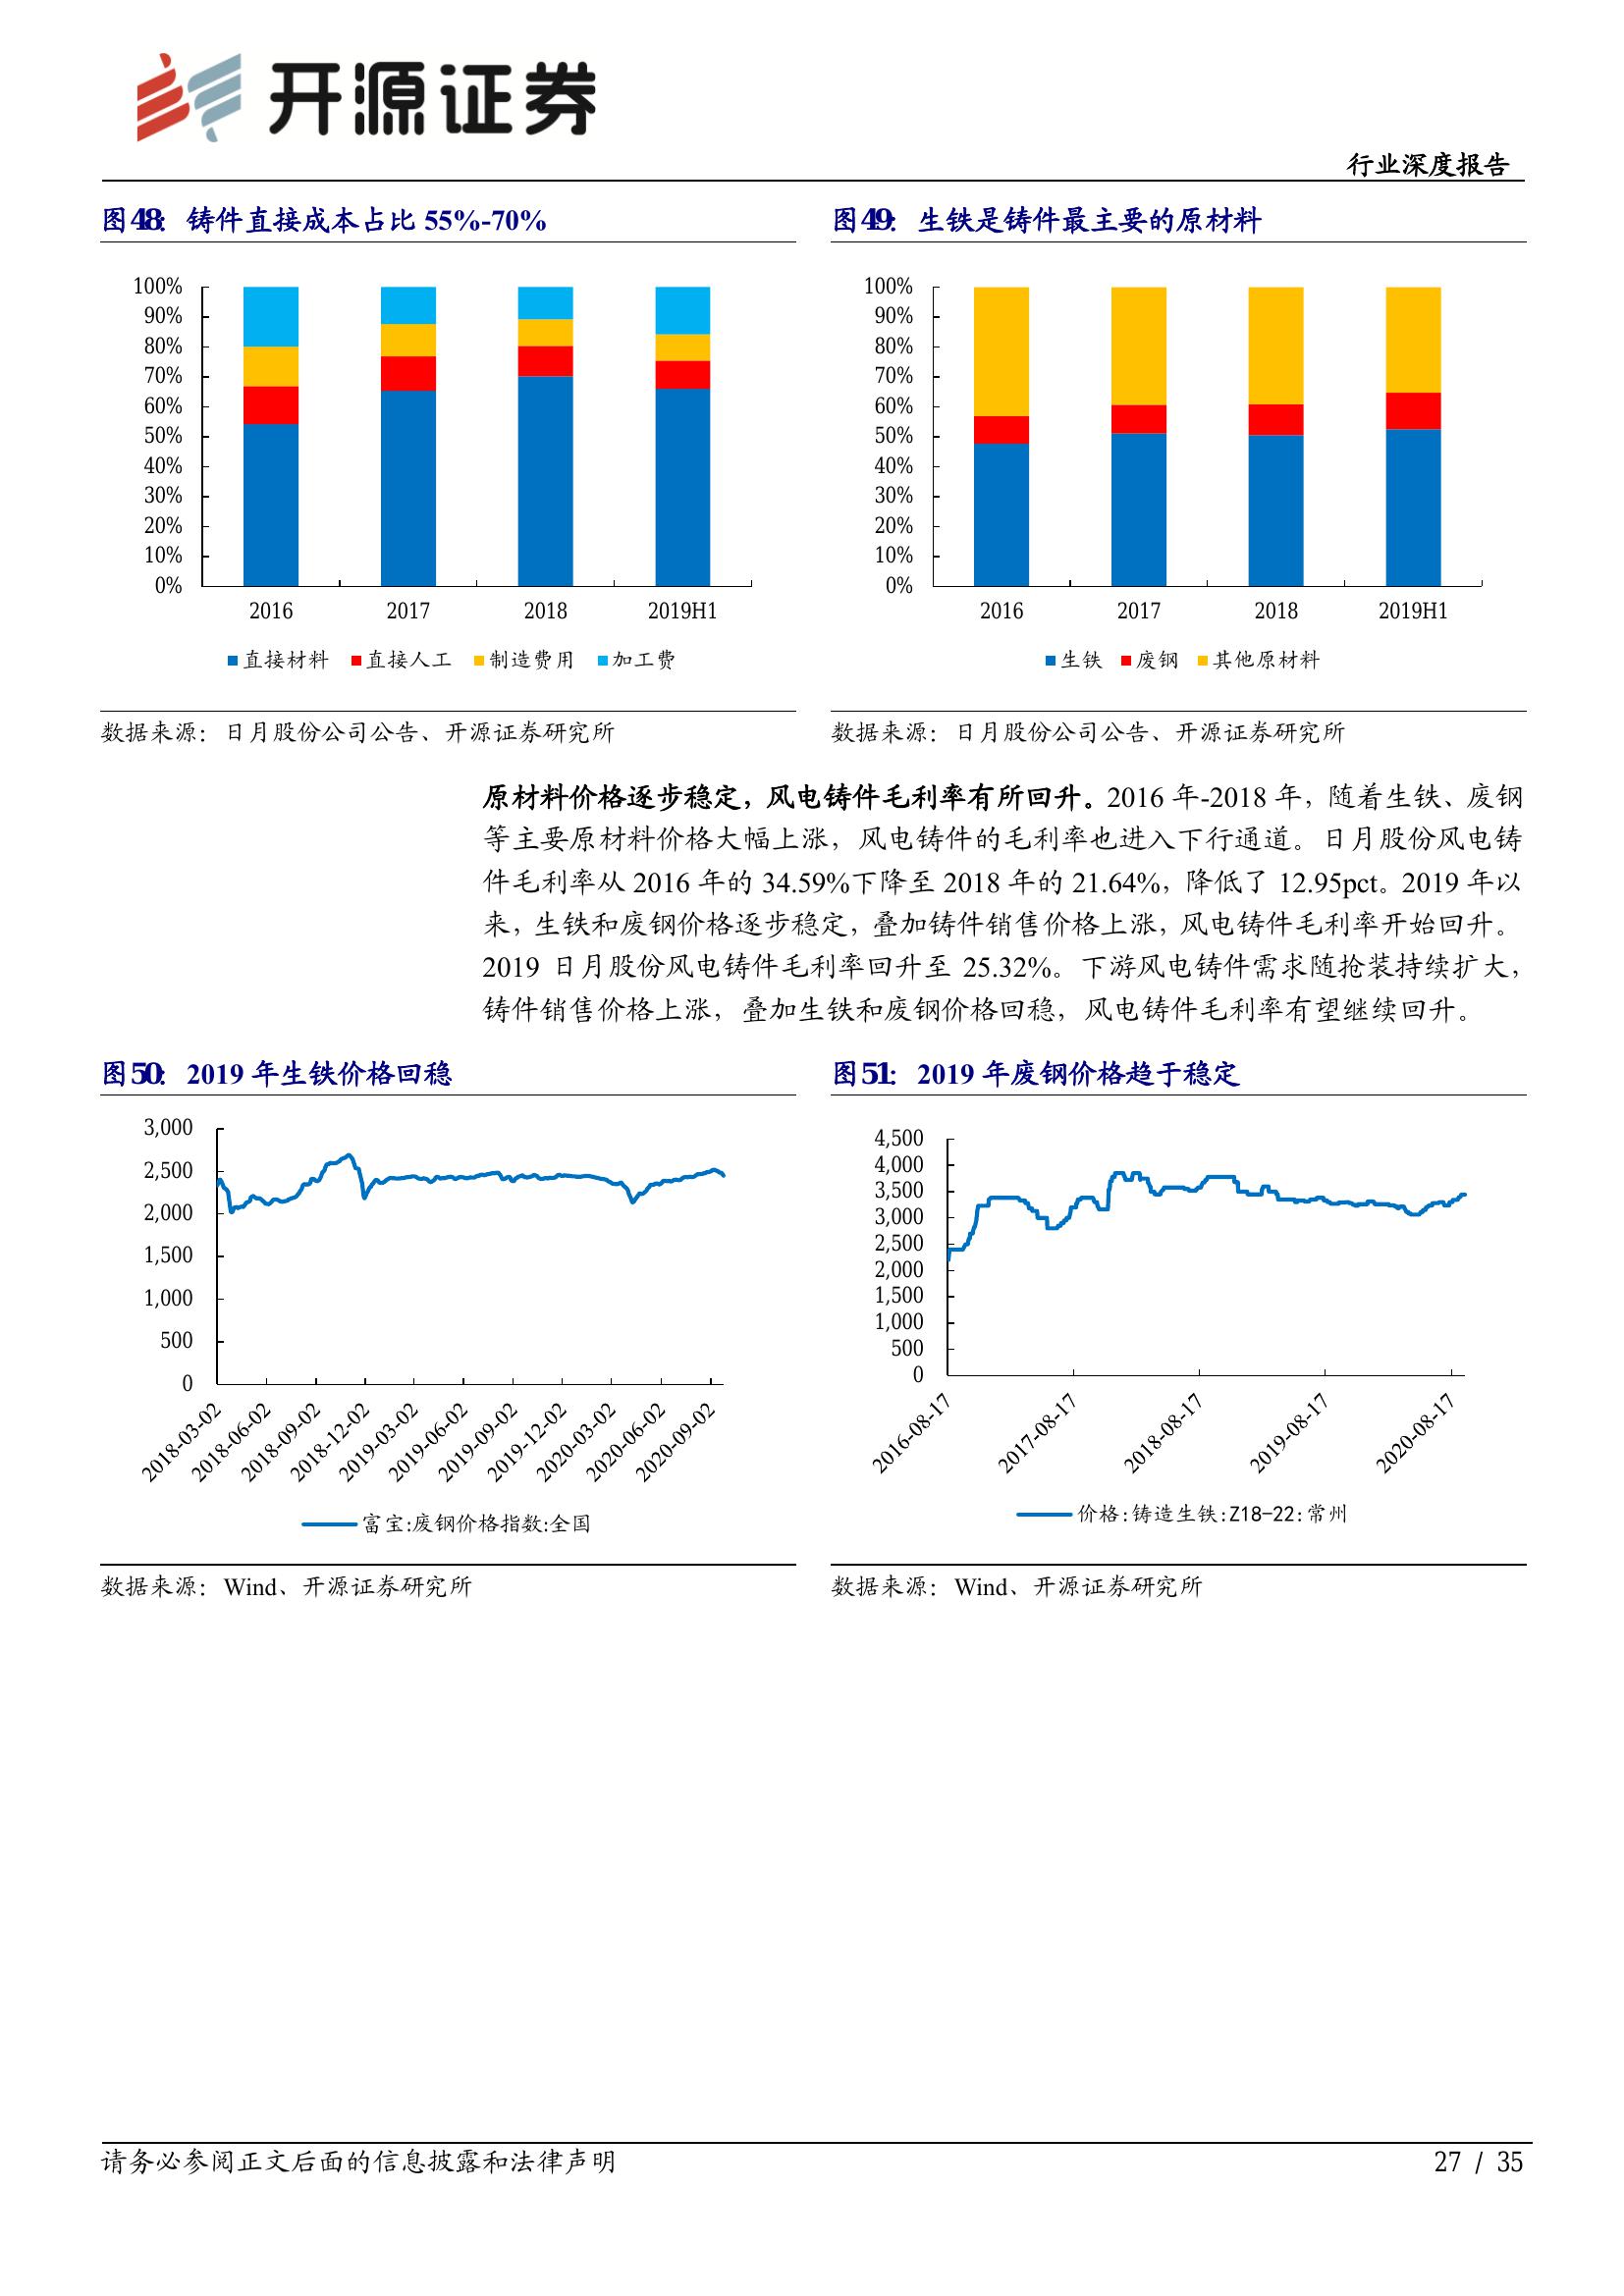 开源证券
行业深度报告
图48： 铸件直接成本占比 55%-70%
图49： 生铁是铸件最主要的原材料
100%
90%
80%
70%
60%
50%
40%
30%
20%
10%
0%
2016 2017 2018 2019H1
直接材料 直接人工 制造费用 加工费
100%
90%
80%
70%
60%
50%
40%
30%
20%
10%
0%
2016 2017 2018 2019H1
生铁 废钢 其他原材料
数据来源：日月股份公司公告、开源证券研究所
数据来源：日月股份公司公告、开源证券研究所
原材料价格逐步稳定，风电铸件毛利率有所回升。2016 年-2018 年，随着生铁、废钢
等主要原材料价格大幅上涨，风电铸件的毛利率也进入下行通道。日月股份风电铸
件毛利率从 2016 年的 34.59%下降至 2018 年的 21.64%，降低了 12.95pct。2019 年以
来，生铁和废钢价格逐步稳定，叠加铸件销售价格上涨，风电铸件毛利率开始回升。
2019 日月股份风电铸件毛利率回升至 25.32%。下游风电铸件需求随抢装持续扩大，
铸件销售价格上涨，叠加生铁和废钢价格回稳，风电铸件毛利率有望继续回升。
图50： 2019 年生铁价格回稳
图51： 2019 年废钢价格趋于稳定
3,000
2,500
2,000
1,500
1,000
500
0
2018-03-02 2018-06-02 2018-09-02 2018-12-02 2019-03-02 2019-06-02 2019-09-02 2019-12-02 2020-03-02 2020-06-02 2020-09-02
富宝:废钢价格指数:全国
4,500
4,000
3,500
3,000
2,500
2,000
1,500
1,000
500
0
2016-08-17 2017-08-17 2018-08-17 2019-08-17 2020-08-17
价格:铸造生铁:Z18-22:常州
数据来源：Wind、开源证券研究所
数据来源：Wind、开源证券研究所
请务必参阅正文后面的信息披露和法律声明
27 / 35